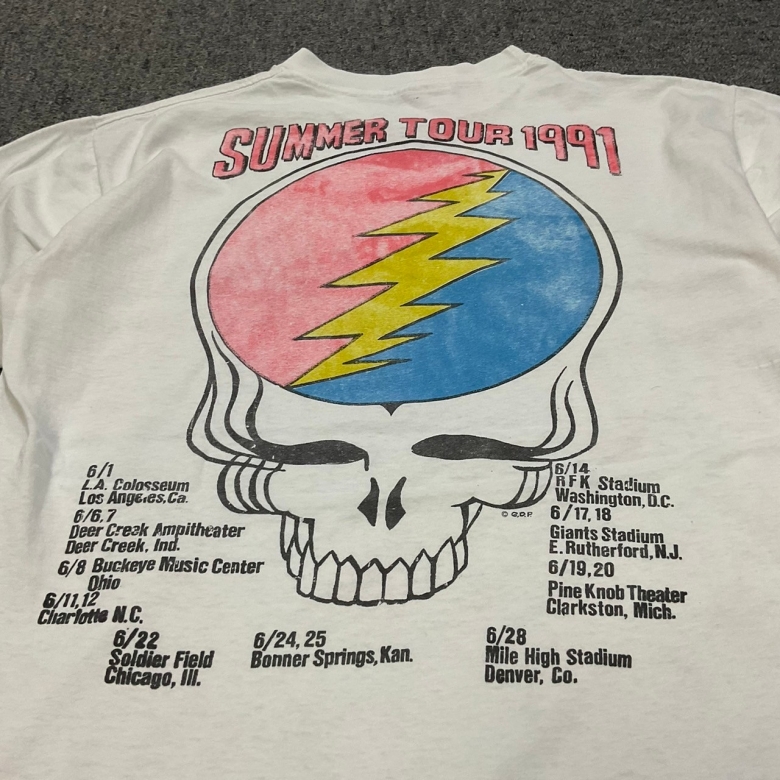 SUMMER TOUR 1991
6/1
L.A. Colosseum
Los Angeles, Ca.
6/6, 7
Deer Creak Ampitheater
Deer Creek, Ind.
6/8 Buckeye Music Center
Ohio
6/11, 12
Charlotte N.C.
6/14
RFK Stadium
Washington, D.C.
© G.D.P.
6/17, 18
Giants Stadium
E. Rutherford, N.J.
6/19, 20
Pine Knob Theater
Clarkston, Mich.
6/22
Soldier Field
Chicago, Ill.
6/24, 25
Bonner Springs, Kan.
6/28
Mile High Stadium
Denver, Co.